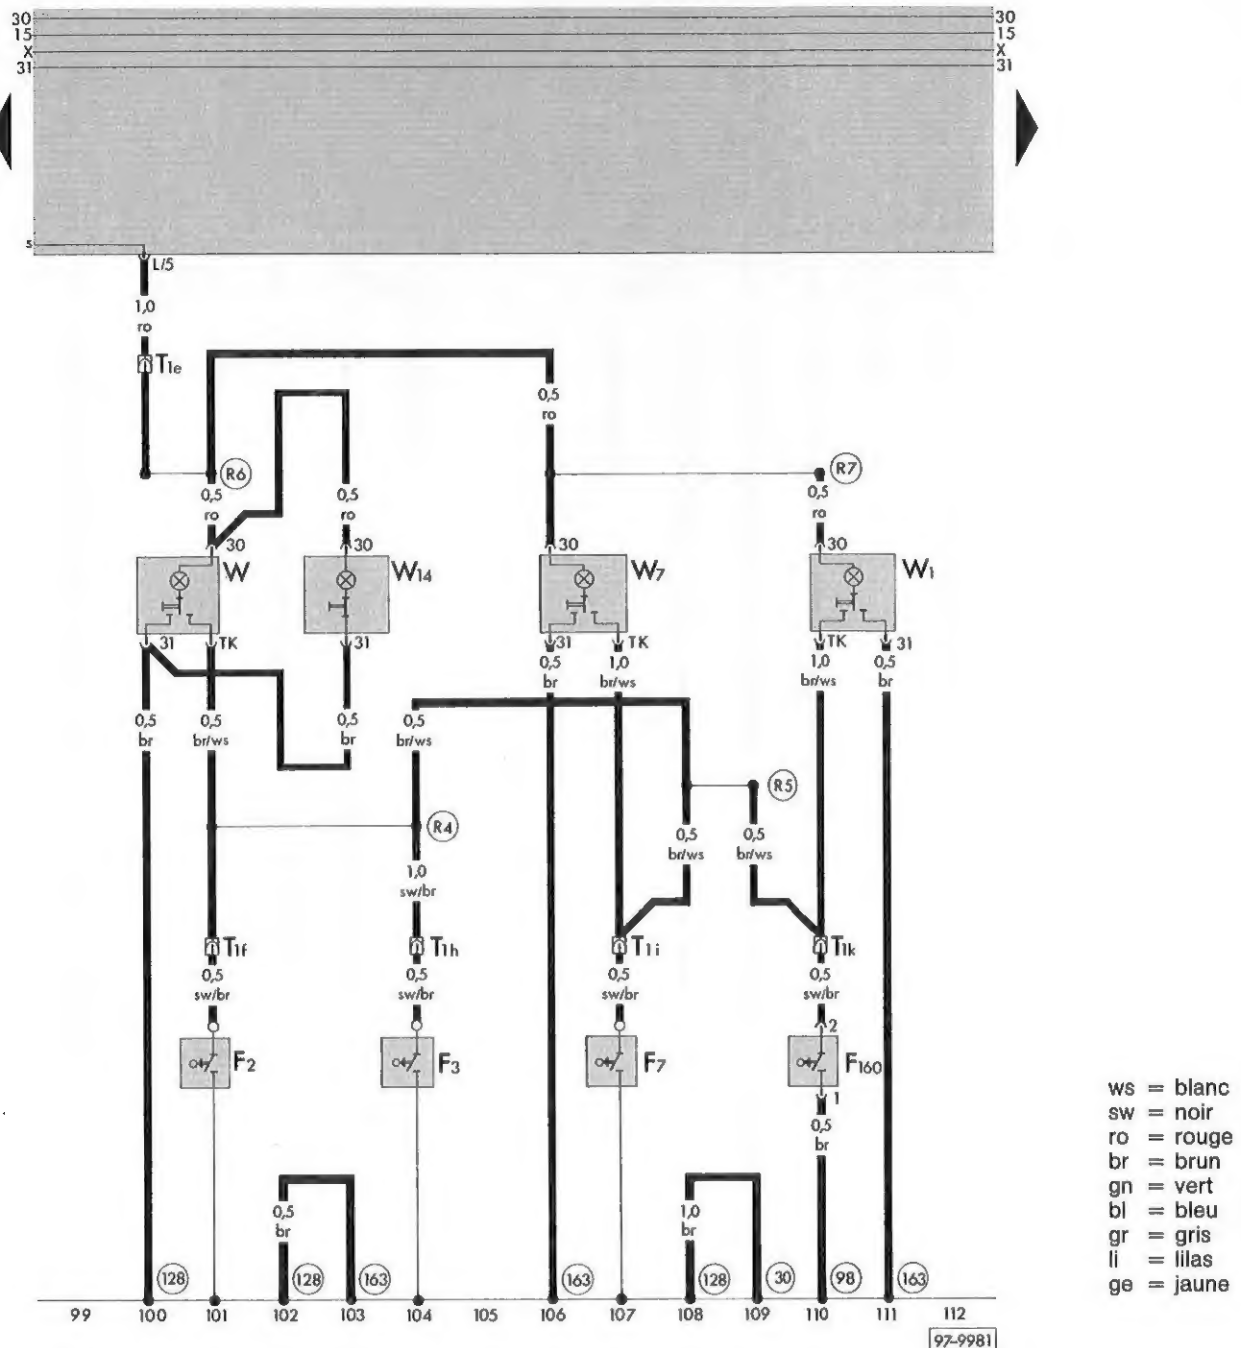 30 30
15 15
X X
31 31
s
L/5
1,0
ro
T1e
0,5
ro
R6 R7
0,5 0,5 0,5
ro ro ro
30 30 30 30
W W14 W7 W1
31 TK 31 31 TK TK 31
0,5 1,0 1,0 0,5
br br/ws br/ws br
0,5 0,5 0,5 0,5
br br/ws br br/ws
R5
R4
0,5 0,5
br/ws br/ws
1,0
sw/br
T1f T1h T1i T1k
0,5 0,5 0,5 0,5
sw/br sw/br sw/br sw/br
2
F2 F3 F7 F160
1
0,5
br
0,5 1,0
br br
128 128 163 163 128 30 98 163
99 100 101 102 103 104 105 106 107 108 109 110 111 112
97-9981
ws = blanc
sw = noir
ro = rouge
br = brun
gn = vert
bl = bleu
gr = gris
li = lilas
ge = jaune